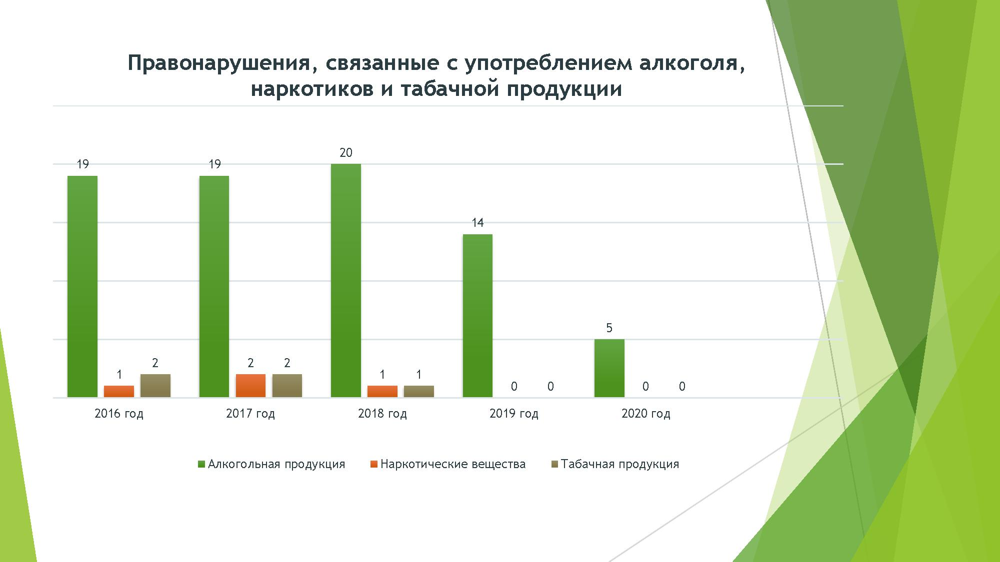 Правонарушения, связанные с употреблением алкоголя,
наркотиков и табачной продукции
20
19 19
14
5
2 2 2
1 1 1
0 0 0 0
2016 год 2017 год 2018 год 2019 год 2020 год
Алкогольная продукция Наркотические вещества Табачная продукция